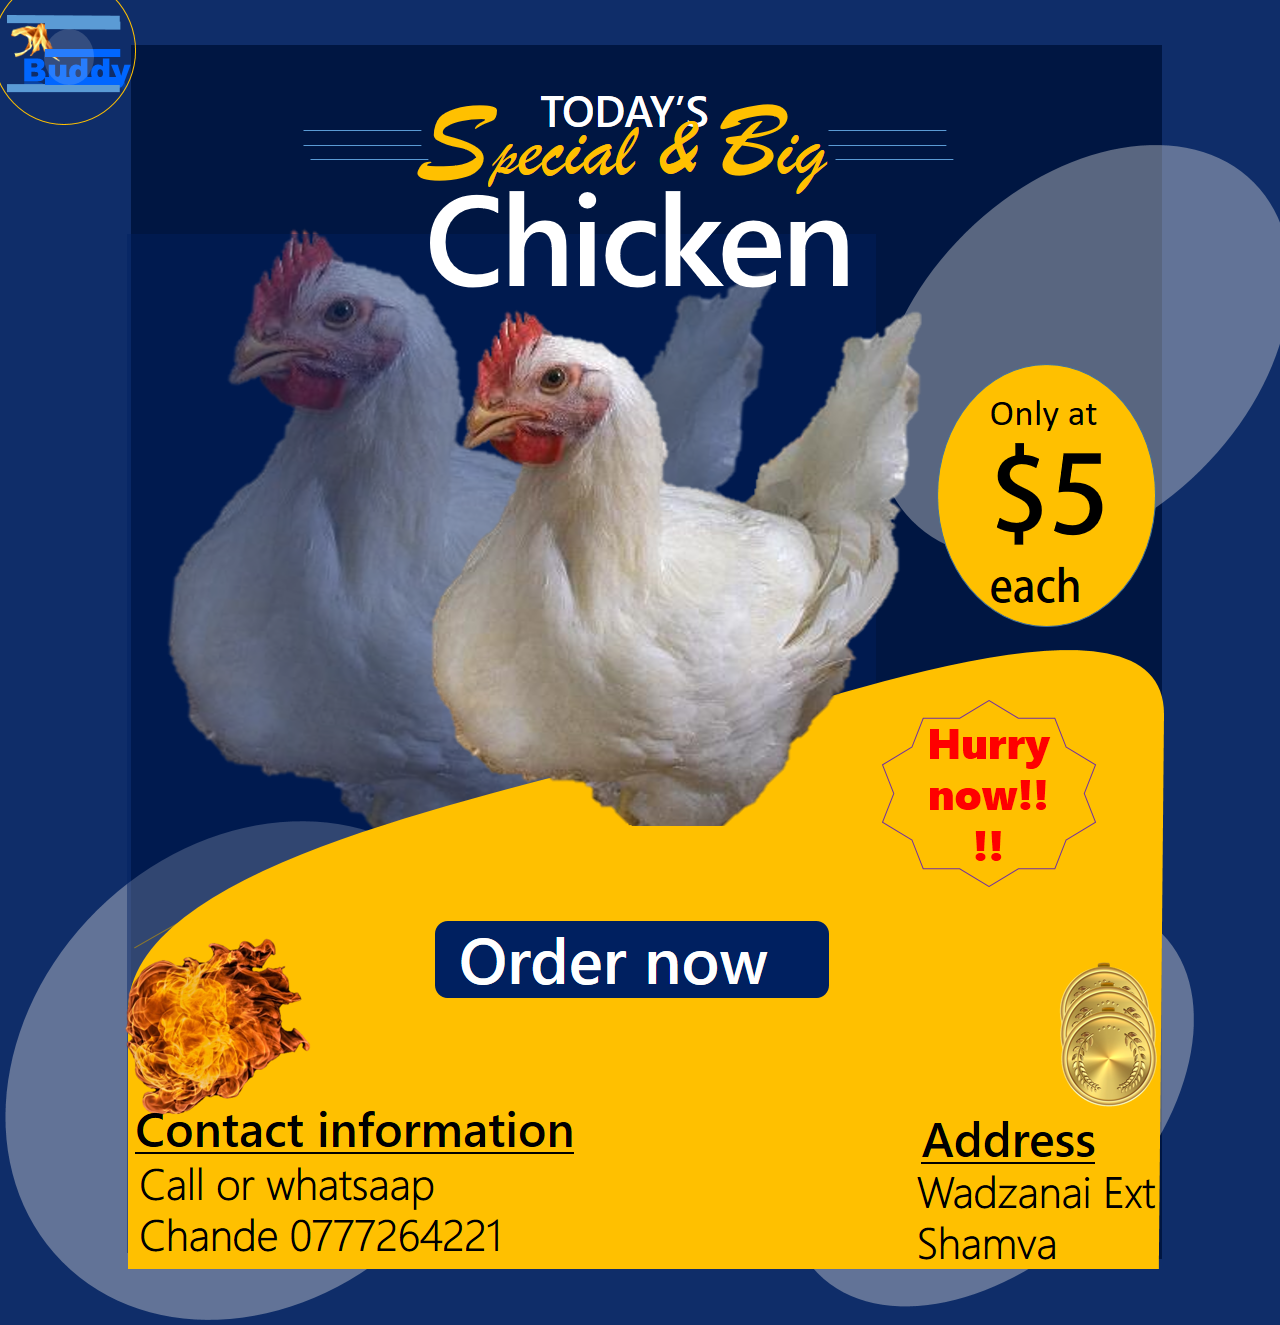 Buddy
TODAY’S
Special & Big
Chicken
Only at
$5
each
Hurry
now!!
!!
Order now
Contact information
Call or whatsaap
Chande 0777264221
Address
Wadzanai Ext
Shamva